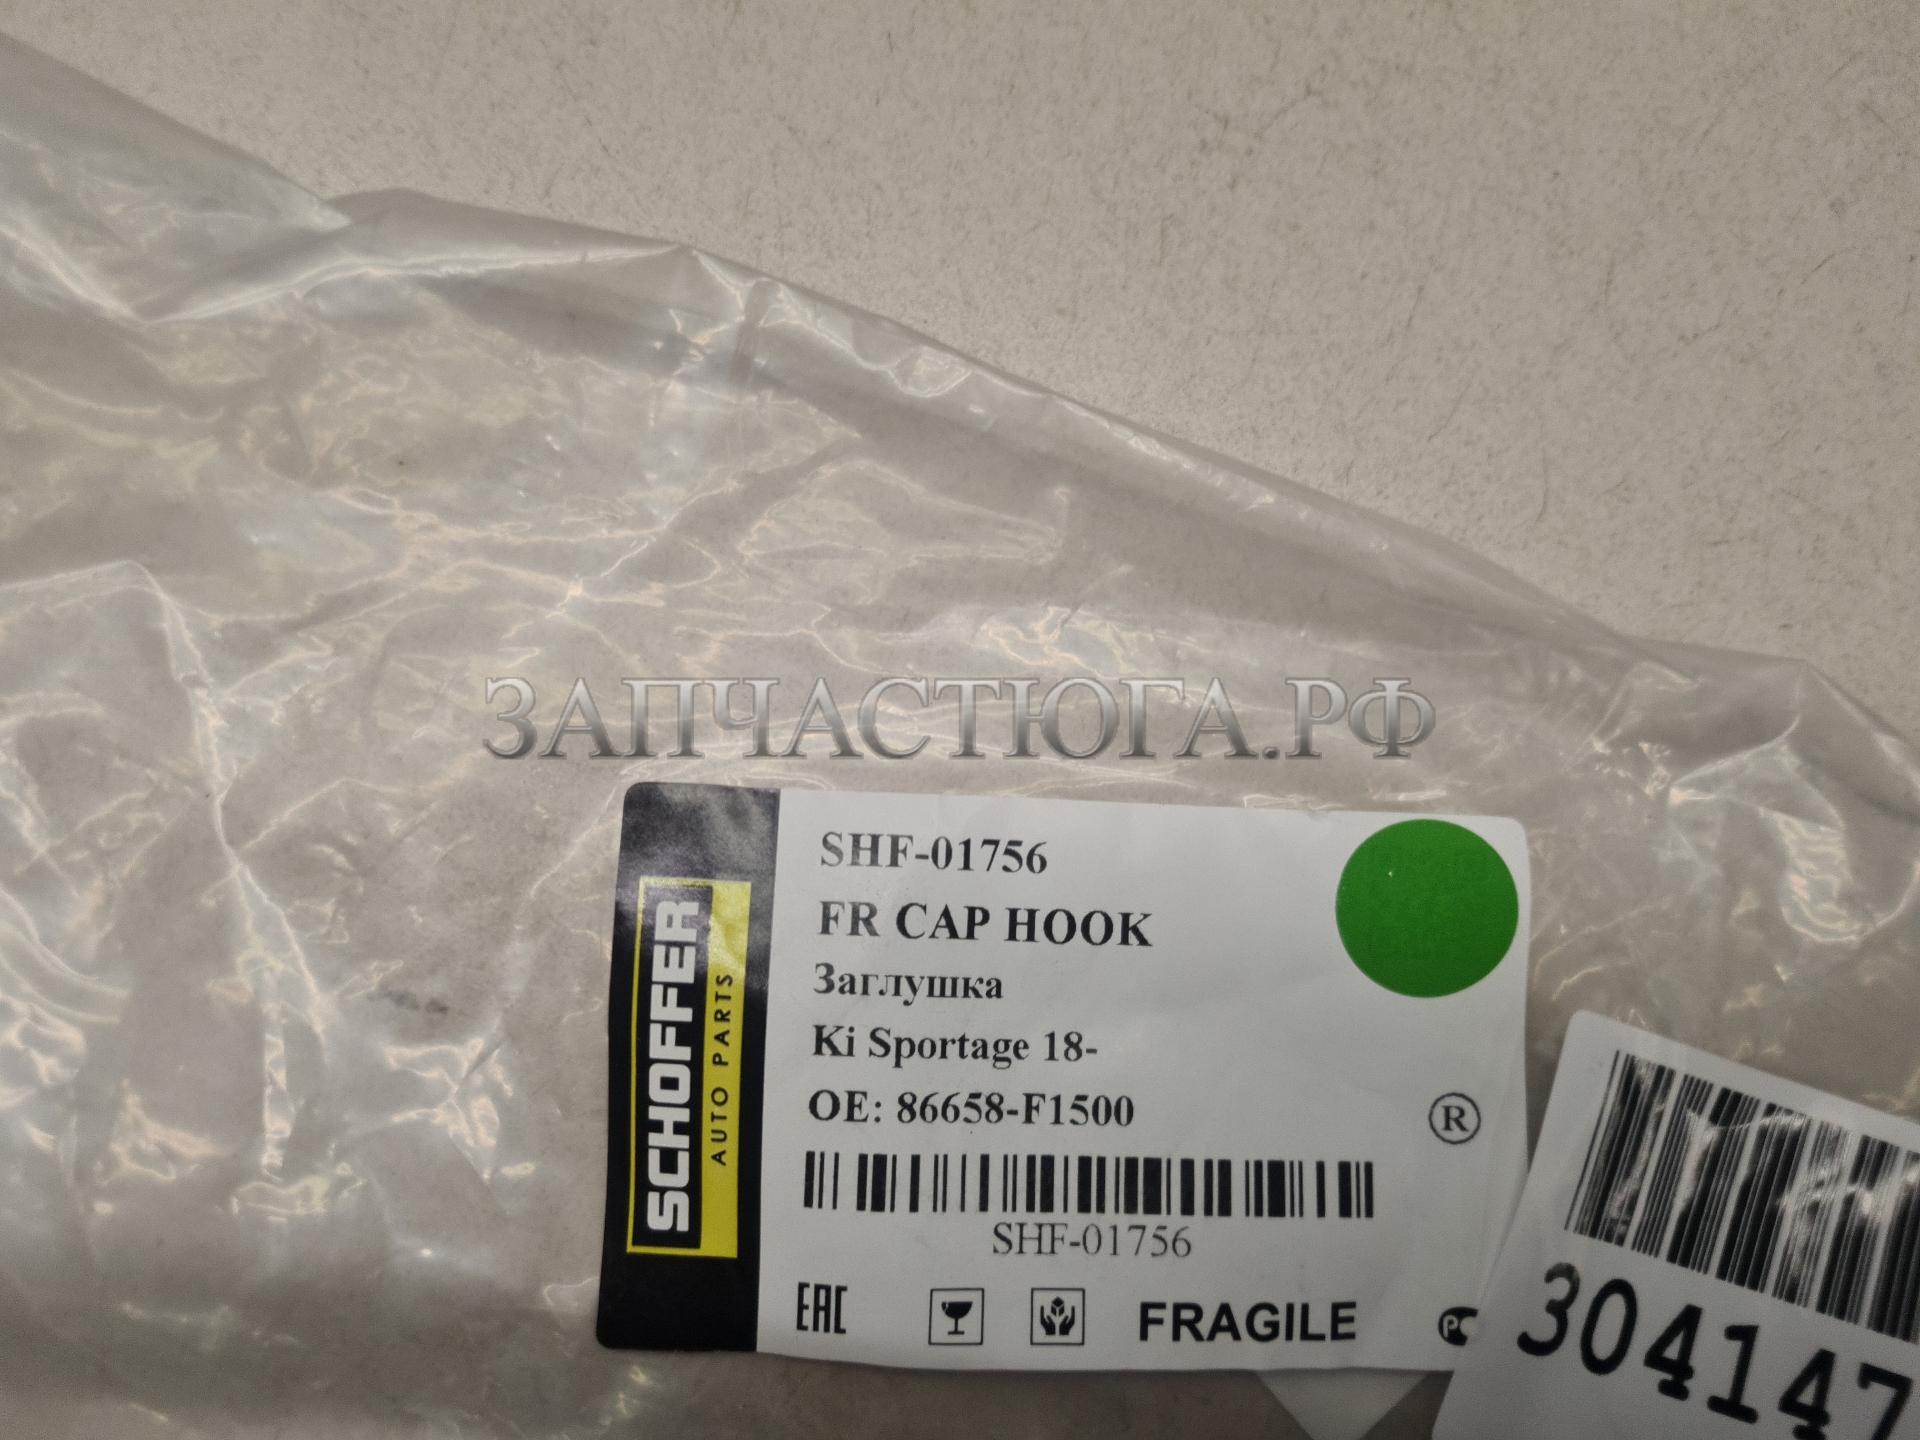 ЗАПЧАСТЮГА.РФ
SCHOFFER
AUTO PARTS
SHF-01756
FR CAP HOOK
Заглушка
Ki Sportage 18-
OE: 86658-F1500
®
SHF-01756
EAC
FRAGILE
РС
304147